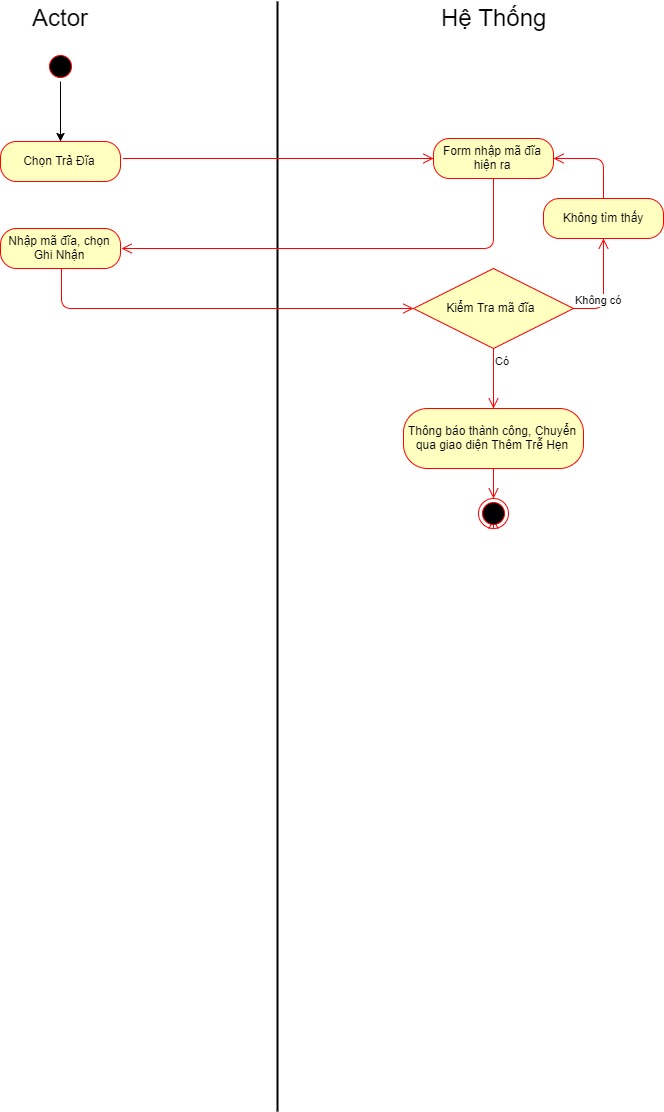 Actor
Hệ Thống
Chọn Trả Đĩa
Form nhập mã đĩa
hiện ra
Không tìm thấy
Nhập mã đĩa, chọn
Ghi Nhận
Kiểm Tra mã đĩa
Không có
Có
Thông báo thành công, Chuyển
qua giao diện Thêm Trễ Hẹn